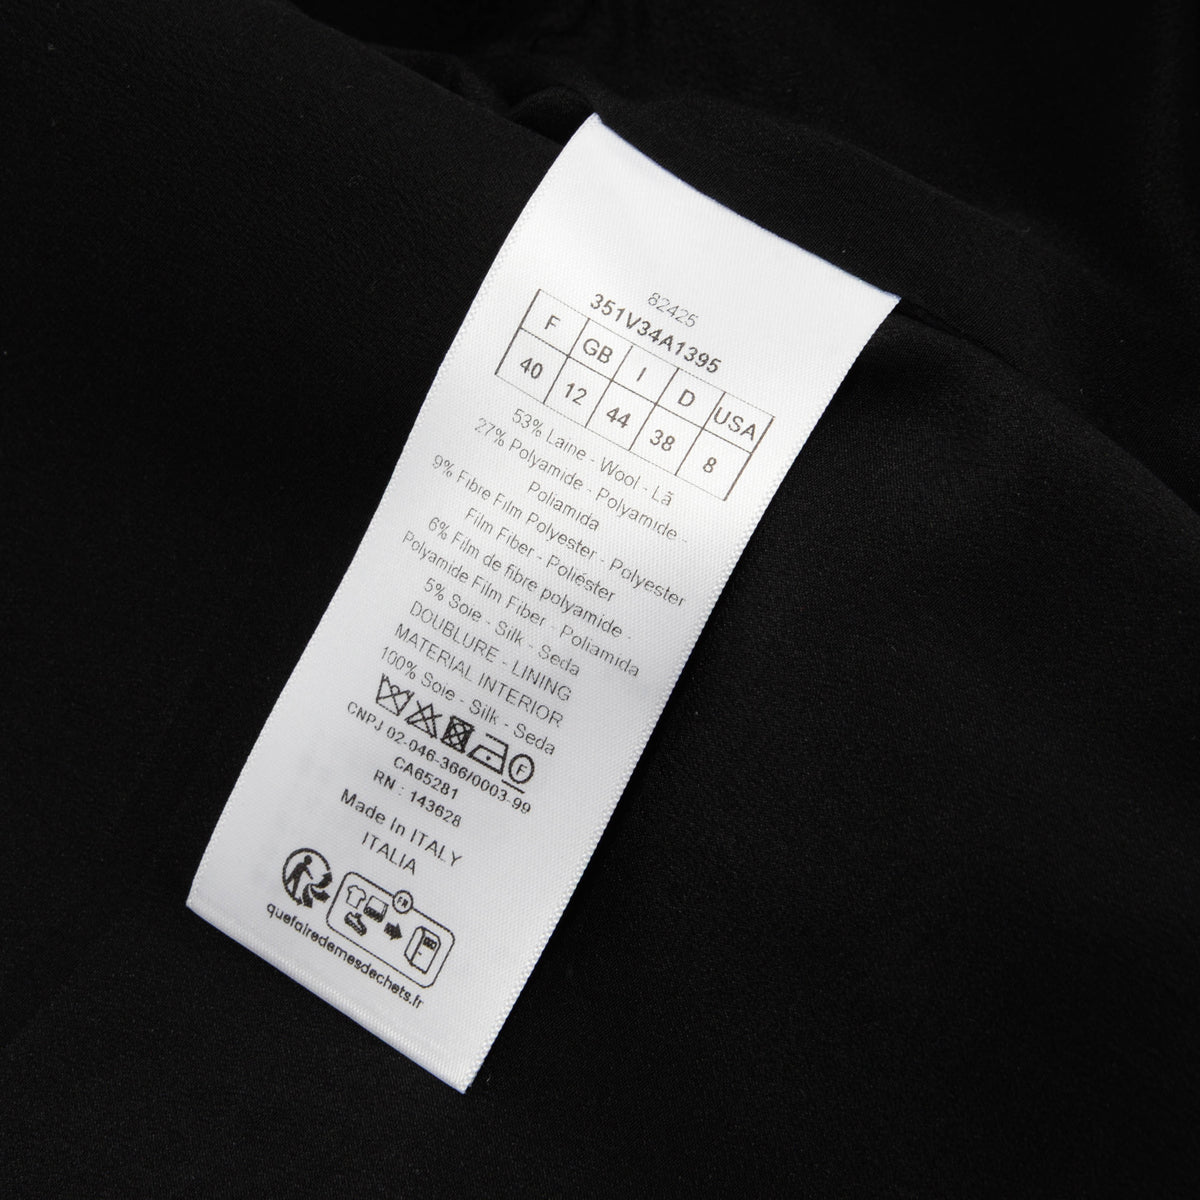 82425
351V34A1395
F GB I D USA
40 12 44 38 8
53% Laine - Wool - Lã
27% Polyamide - Polyamide -
Poliamida
9% Fibre Film Polyester - Polyester
Film Fiber - Poliéster
6% Film de fibre polyamide -
Polyamide Film Fiber - Poliamida
5% Soie - Silk - Seda
DOUBLURE - LINING
MATERIAL INTERIOR
100% Soie - Silk - Seda
F
CNPJ 02-046-366/0003-99
CA65281
RN : 143628
Made In ITALY
ITALIA
FR
quefairedemesdechets.fr